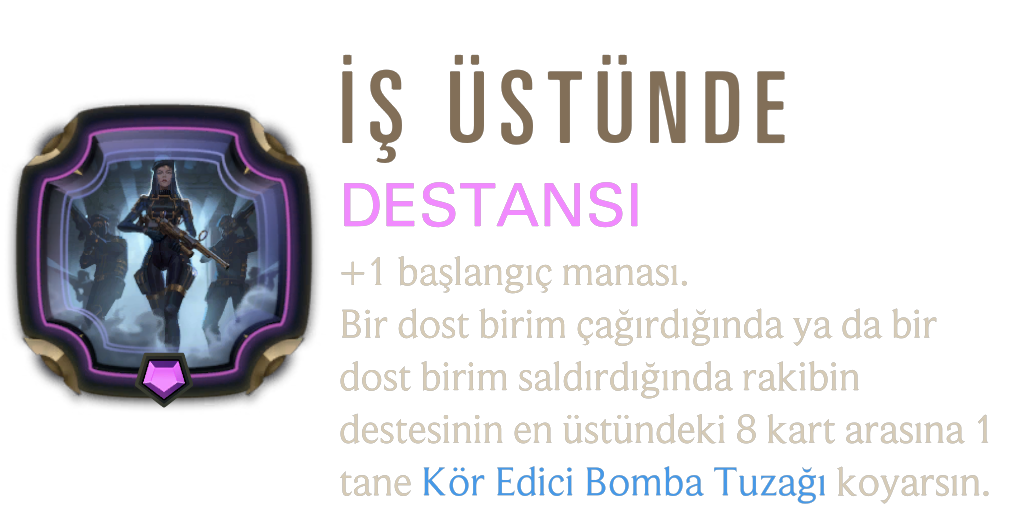 İŞ ÜSTÜNDE
DESTANSI
+1 başlangıç manası.
Bir dost birim çağırdığında ya da bir
dost birim saldırdığında rakibin
destesinin en üstündeki 8 kart arasına 1
tane Kör Edici Bomba Tuzağı koyarsın.